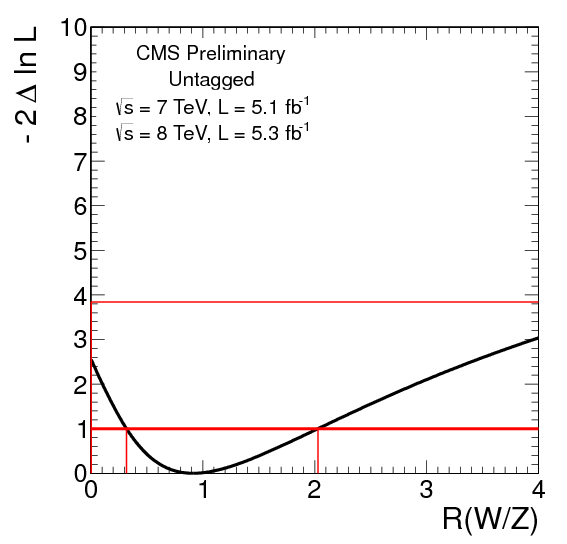 - 2 Δ ln L
10
9
8
7
6
5
4
3
2
1
0
CMS Preliminary
Untagged
√s = 7 TeV, L = 5.1 fb⁻¹
√s = 8 TeV, L = 5.3 fb⁻¹
0 1 2 3 4
R(W/Z)